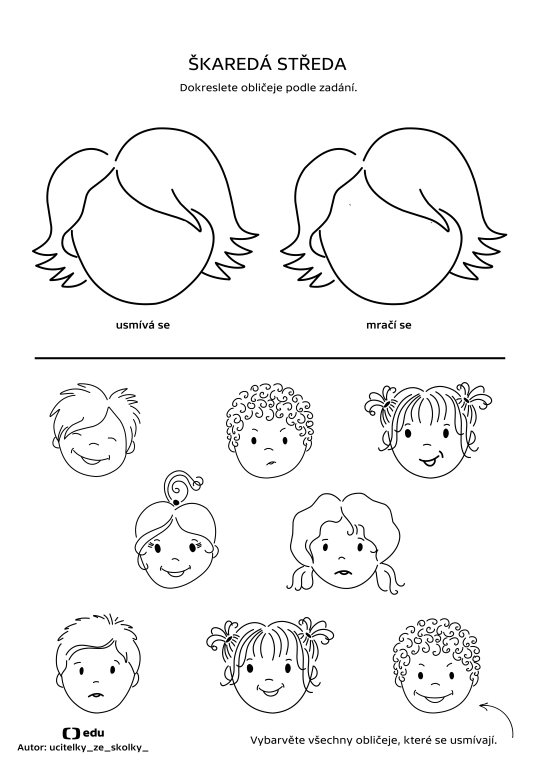 ŠKAREDÁ STŘEDA
Dokreslete obličeje podle zadání.
usmívá se
mračí se
edu
Autor: ucitelky_ze_skolky_
Vybarvěte všechny obličeje, které se usmívají.